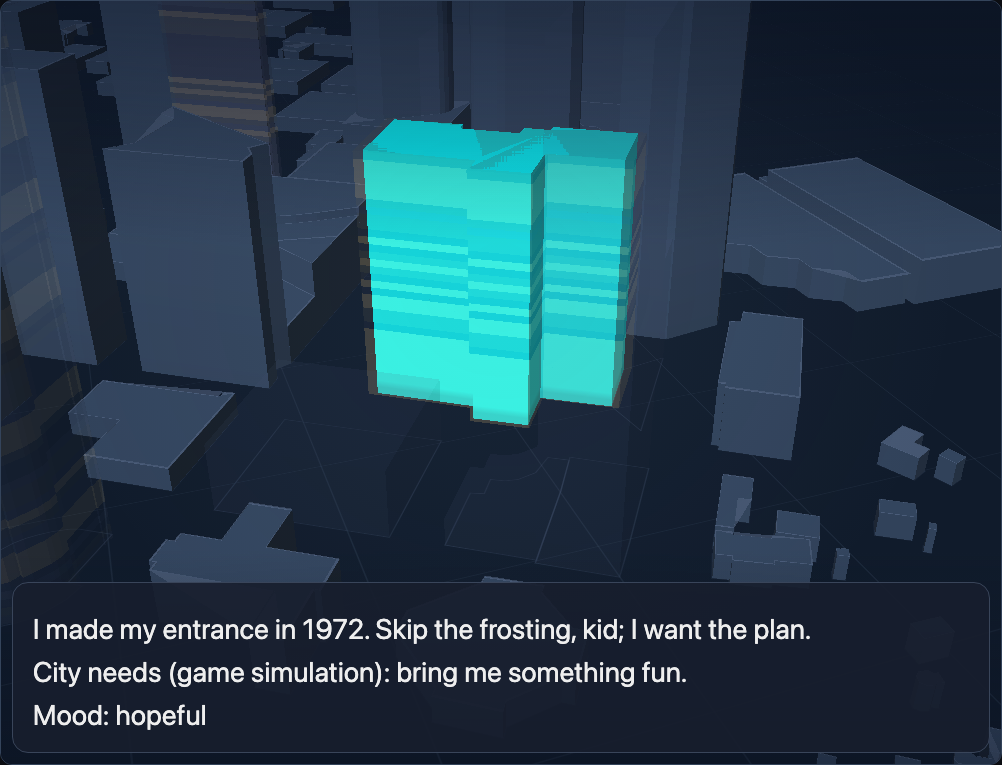 I made my entrance in 1972. Skip the frosting, kid; I want the plan.
City needs (game simulation): bring me something fun.
Mood: hopeful